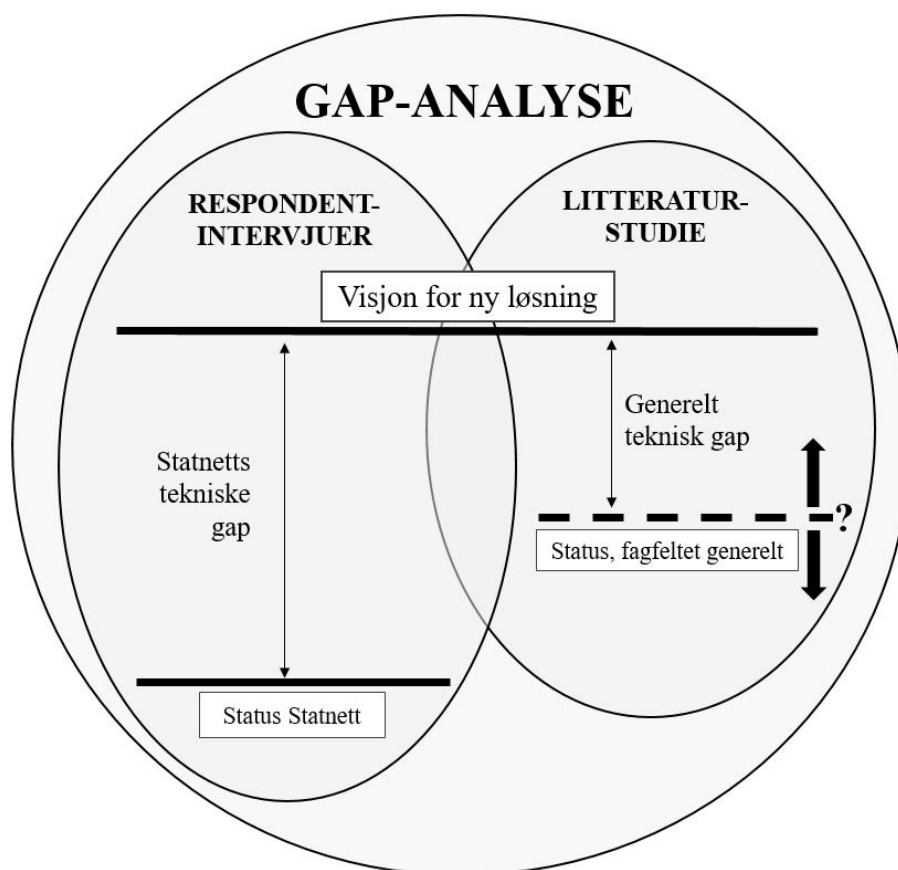 GAP-ANALYSE
RESPONDENT-
INTERVJUER
LITTERATUR-
STUDIE
Visjon for ny løsning
Statnetts
tekniske
gap
Generelt
teknisk gap
?
Status, fagfeltet generelt
Status Statnett